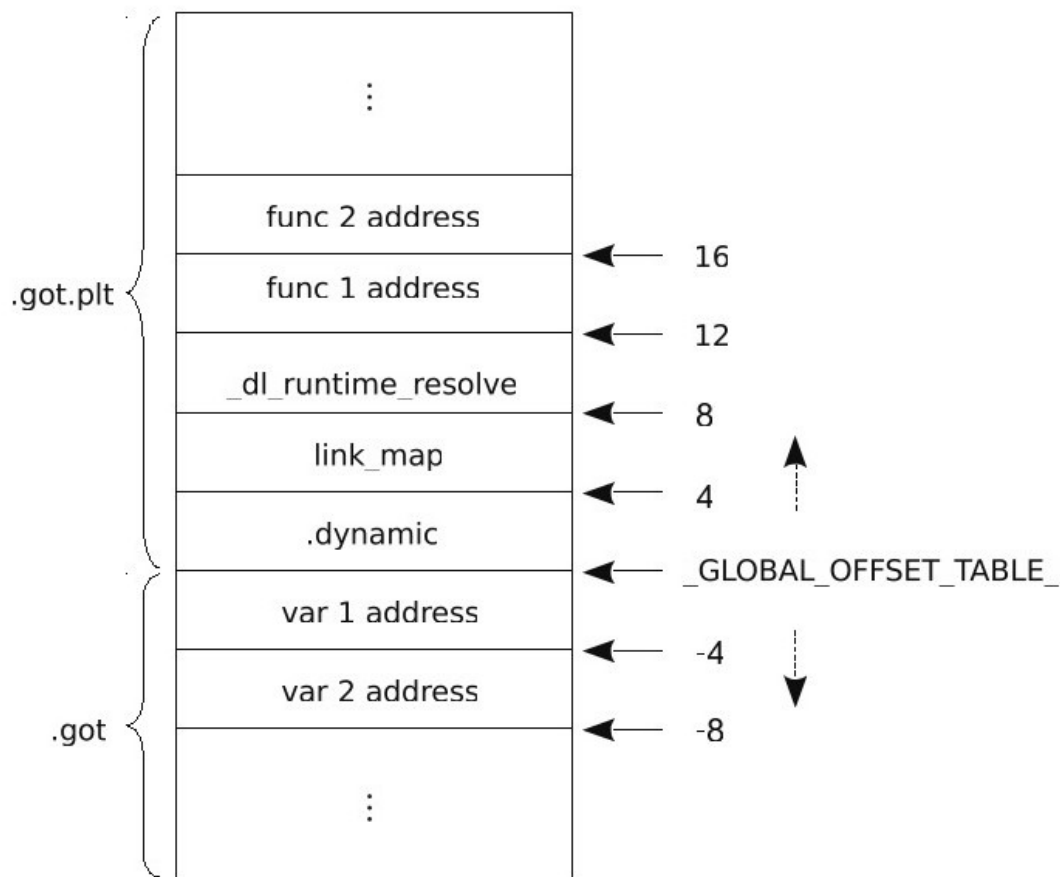 ⋮
func 2 address
16
func 1 address
.got.plt
12
_dl_runtime_resolve
8
link_map
4
.dynamic
_GLOBAL_OFFSET_TABLE_
var 1 address
-4
var 2 address
.got
-8
⋮